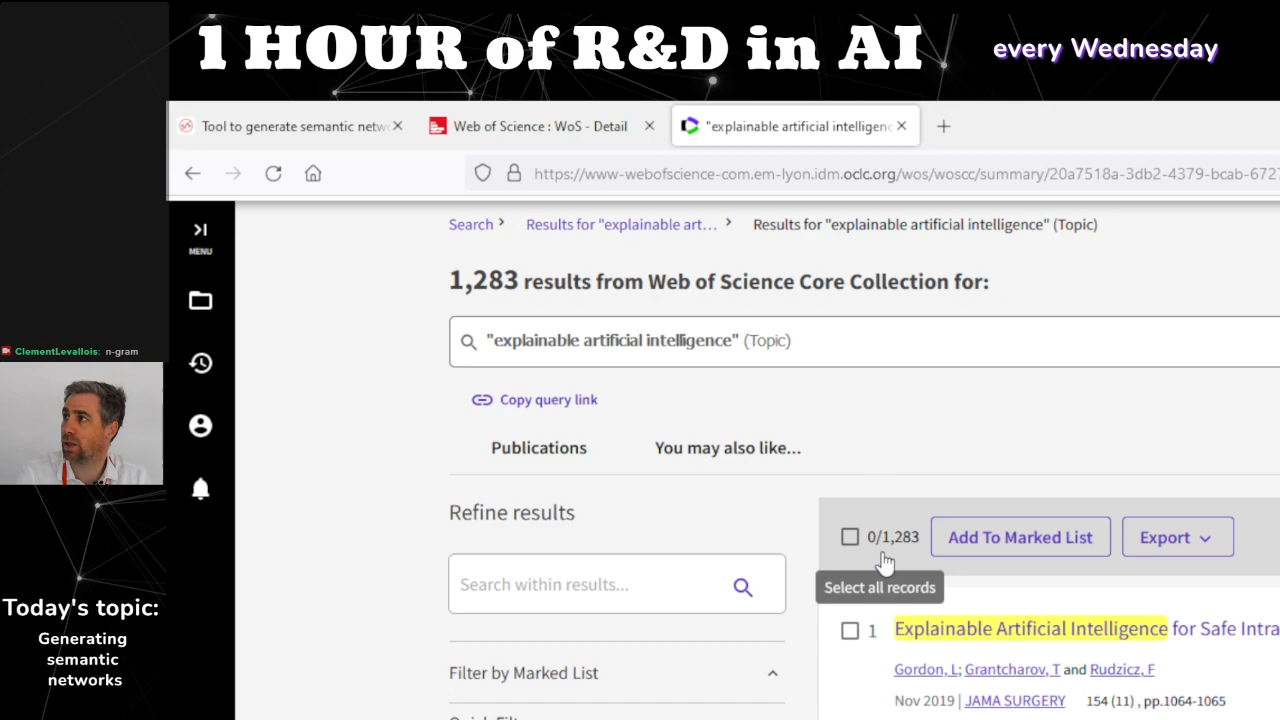 1 HOUR of R&D in AI
every Wednesday
Tool to generate semantic netw
Web of Science : WoS - Detail
"explainable artificial intelligenc
https://www-webofscience-com.em-lyon.idm.oclc.org/wos/woscc/summary/20a7518a-3db2-4379-bcab-672
MENU
Search
Results for "explainable art...
Results for "explainable artificial intelligence" (Topic)
1,283 results from Web of Science Core Collection for:
"explainable artificial intelligence" (Topic)
Copy query link
Publications
You may also like...
Refine results
0/1,283
Add To Marked List
Export
Search within results...
Select all records
1
Explainable Artificial Intelligence for Safe Intra
Gordon, L; Grantcharov, T and Rudzicz, F
Filter by Marked List
Nov 2019 | JAMA SURGERY 154 (11) , pp.1064-1065
ClementLevallois: n-gram
Today's topic:
Generating
semantic
networks